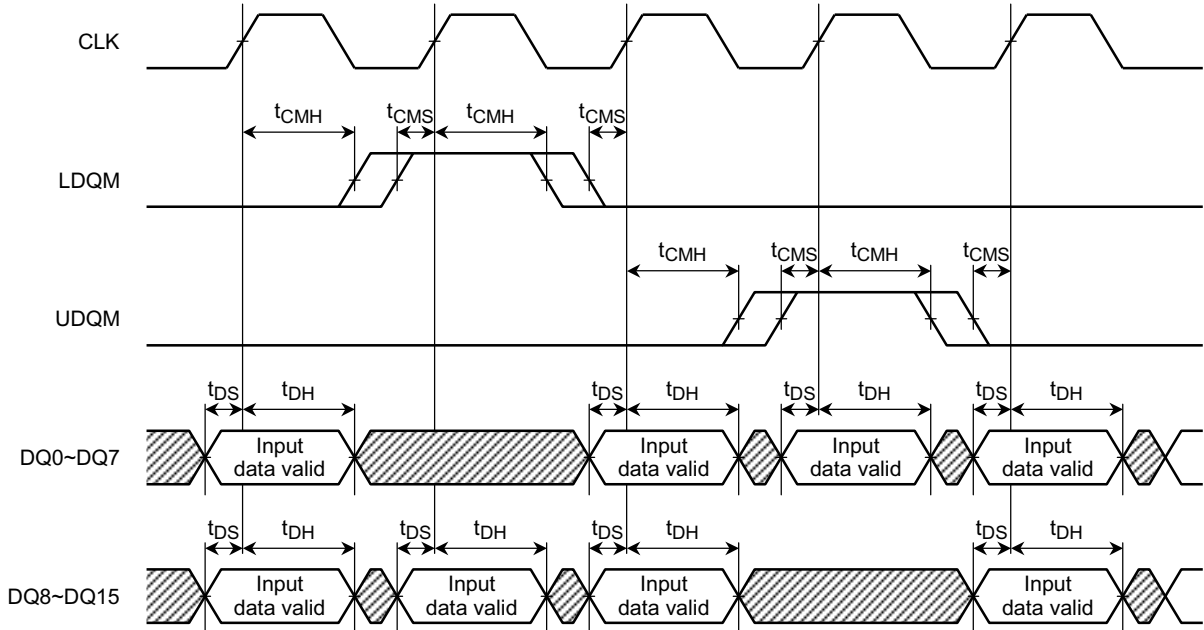 CLK
tCMH tCMS tCMH tCMS
LDQM
tCMH tCMS tCMH tCMS
UDQM
tDS tDH tDS tDH tDS tDH tDS tDH
DQ0~DQ7
Input
data valid
Input
data valid
Input
data valid
Input
data valid
tDS tDH tDS tDH tDS tDH tDS tDH
DQ8~DQ15
Input
data valid
Input
data valid
Input
data valid
Input
data valid